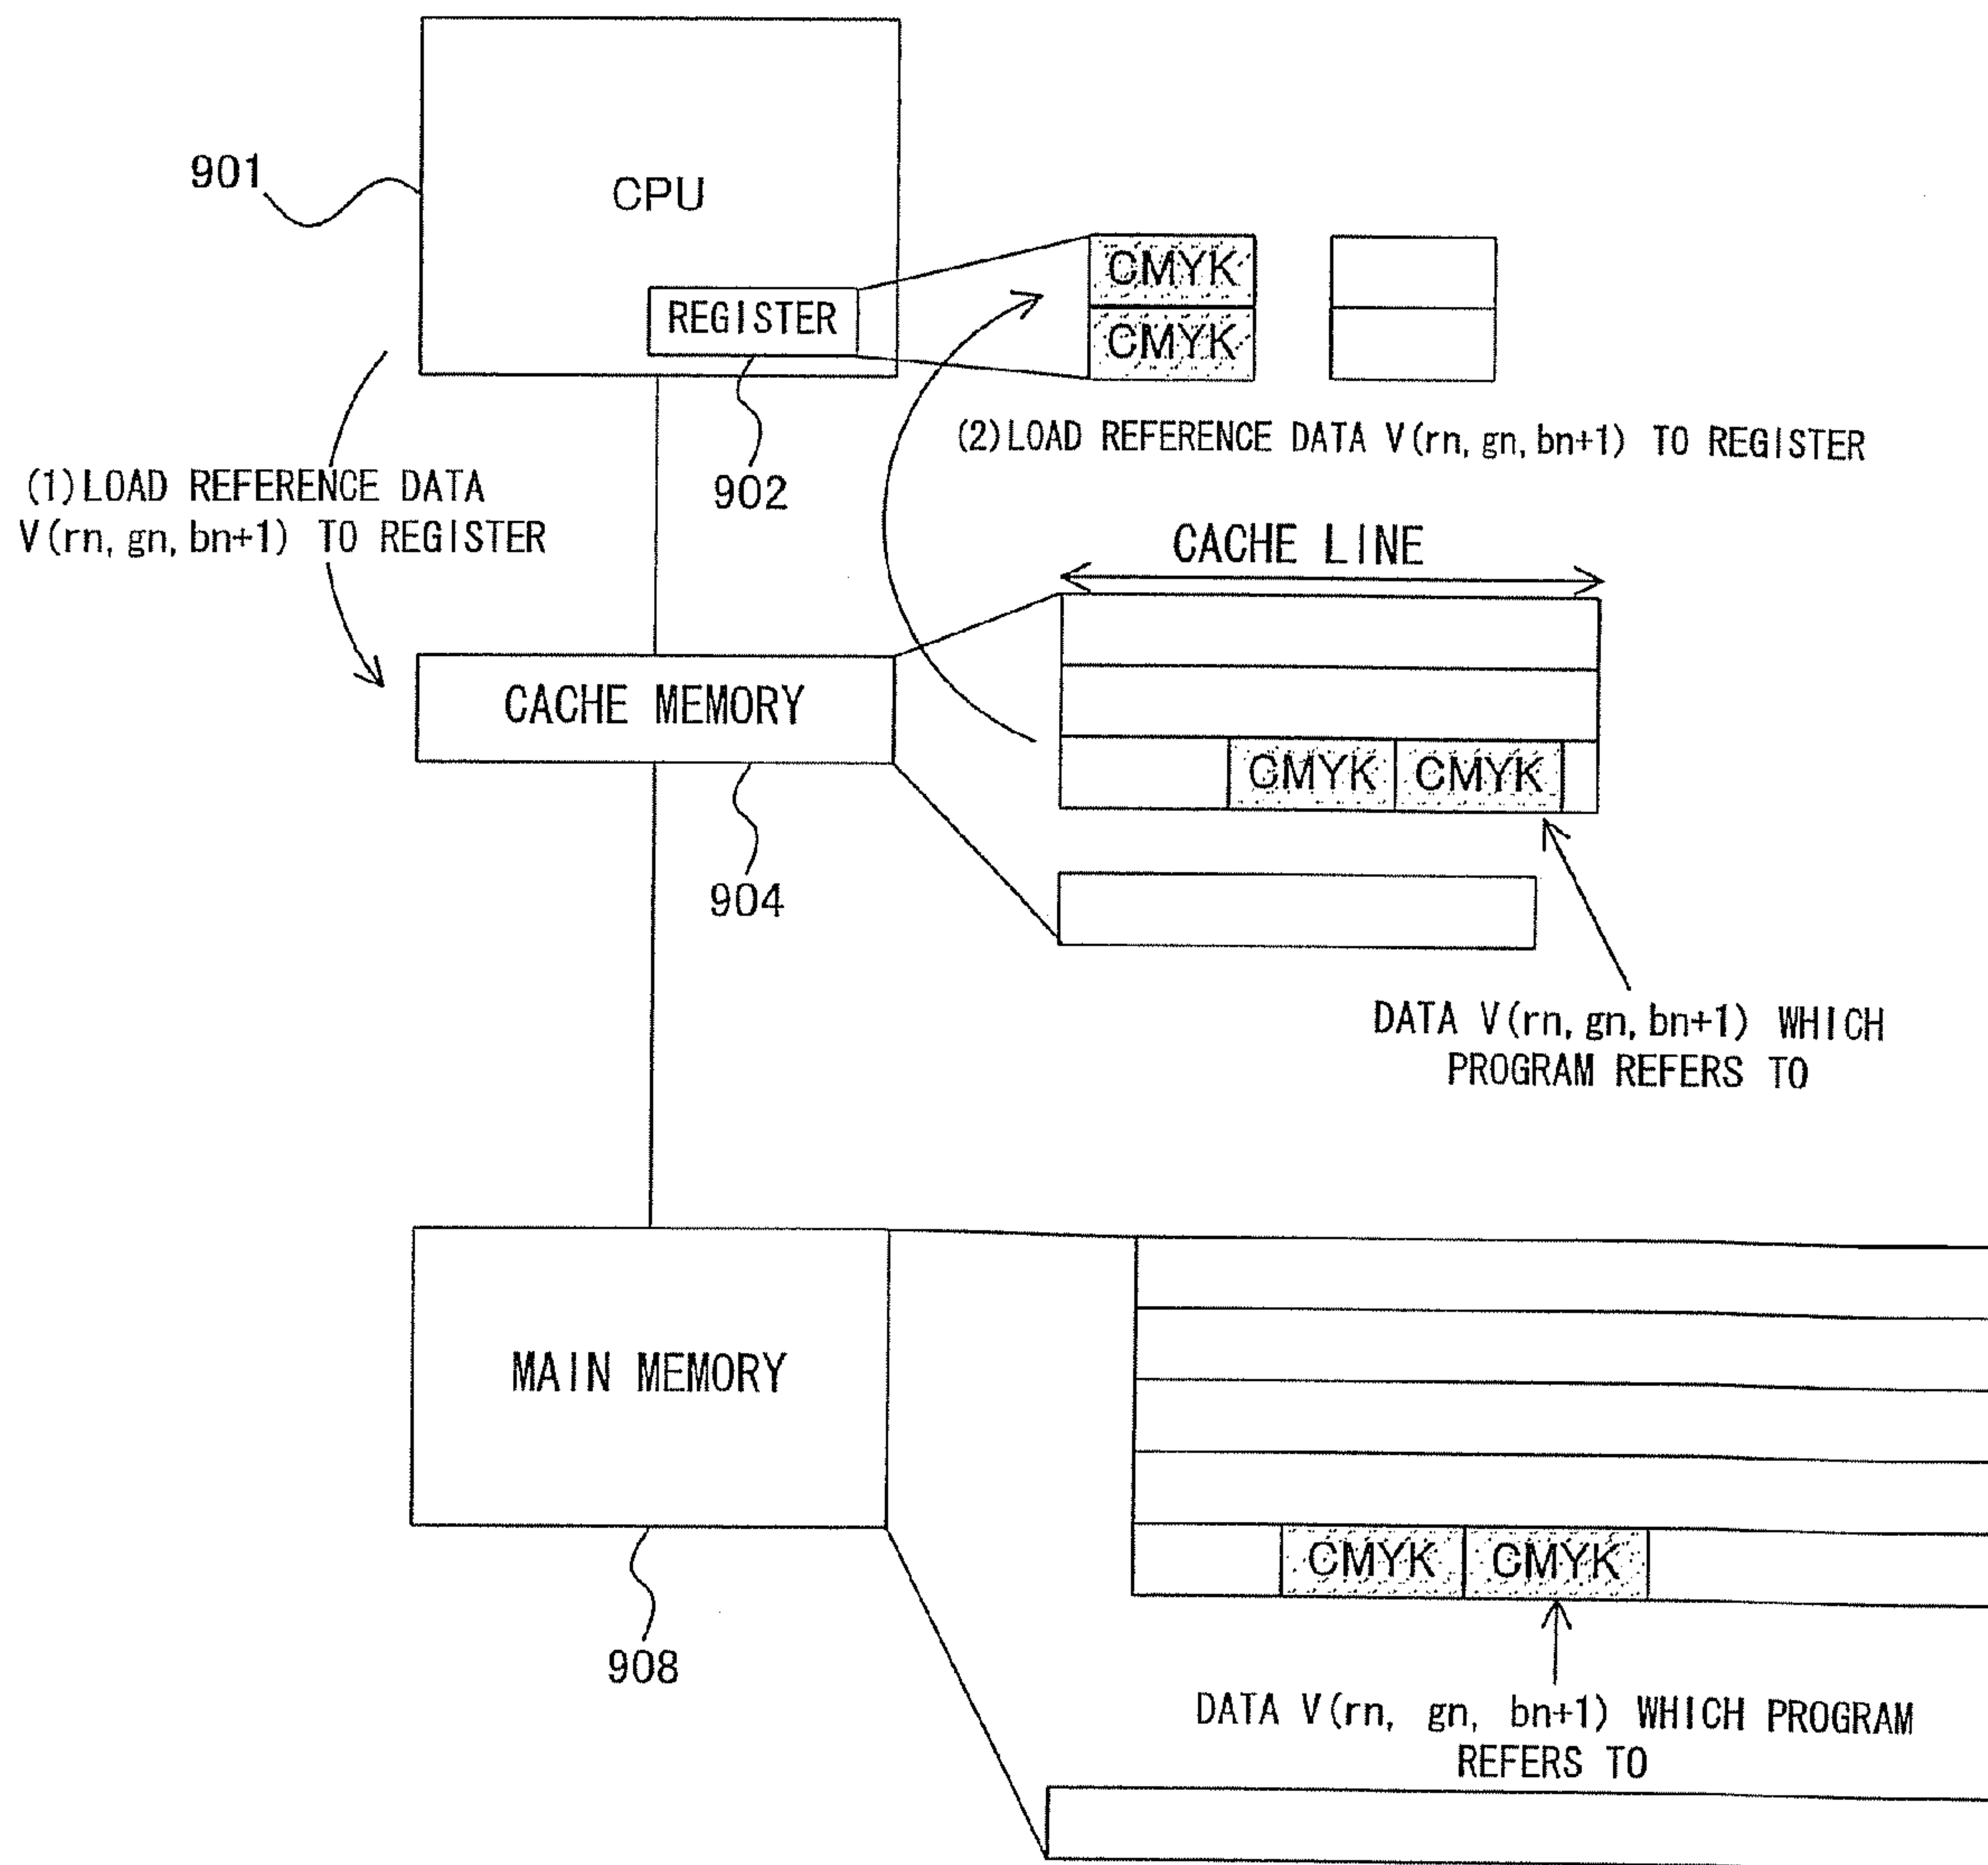 901
CPU
REGISTER
CMYK
CMYK
(1)LOAD REFERENCE DATA
V(rn, gn, bn+1) TO REGISTER
902
(2)LOAD REFERENCE DATA V(rn, gn, bn+1) TO REGISTER
CACHE LINE
CACHE MEMORY
CMYK CMYK
904
DATA V(rn, gn, bn+1) WHICH
PROGRAM REFERS TO
MAIN MEMORY
CMYK CMYK
908
DATA V(rn, gn, bn+1) WHICH PROGRAM
REFERS TO